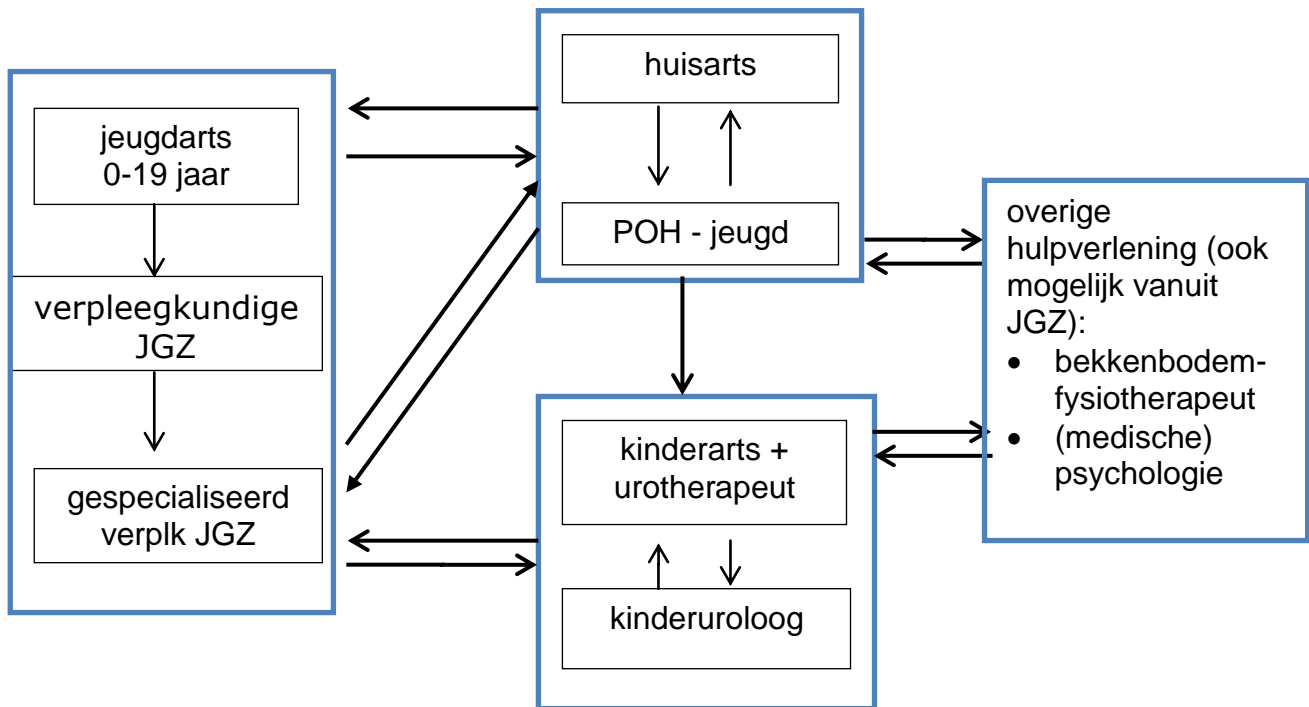 jeugdarts
0-19 jaar
verpleegkundige
JGZ
gespecialiseerd
verplk JGZ
huisarts
POH - jeugd
kinderarts +
urotherapeut
kinderuroloog
overige
hulpverlening (ook
mogelijk vanuit
JGZ):
• bekkenbodem-
fysiotherapeut
• (medische)
psychologie